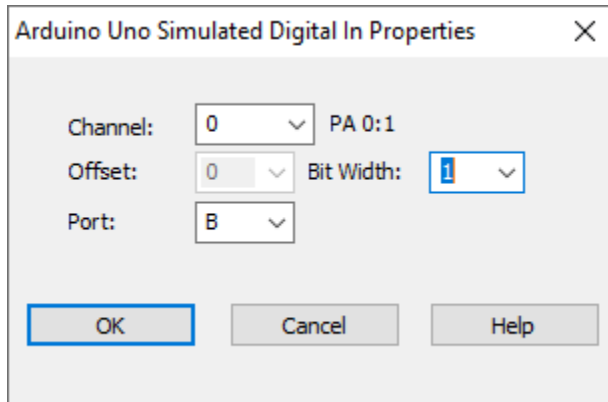 Arduino Uno Simulated Digital In Properties
Channel: 0 PA 0:1
Offset: 0 Bit Width: 1
Port: B
OK Cancel Help